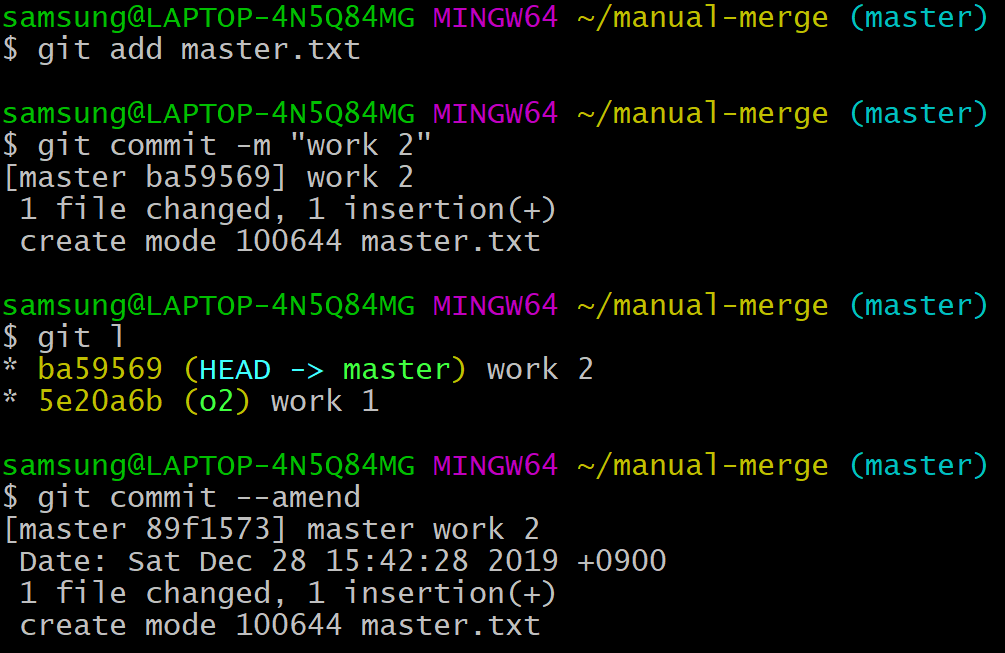 samsung@LAPTOP-4N5Q84MG MINGW64 ~/manual-merge (master)
$ git add master.txt
samsung@LAPTOP-4N5Q84MG MINGW64 ~/manual-merge (master)
$ git commit -m "work 2"
[master ba59569] work 2
 1 file changed, 1 insertion(+)
 create mode 100644 master.txt
samsung@LAPTOP-4N5Q84MG MINGW64 ~/manual-merge (master)
$ git l
* ba59569 (HEAD -> master) work 2
* 5e20a6b (o2) work 1
samsung@LAPTOP-4N5Q84MG MINGW64 ~/manual-merge (master)
$ git commit --amend
[master 89f1573] master work 2
 Date: Sat Dec 28 15:42:28 2019 +0900
 1 file changed, 1 insertion(+)
 create mode 100644 master.txt